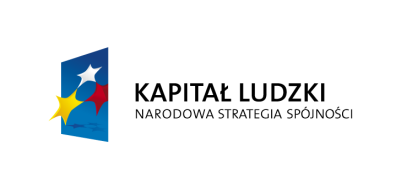 KAPITAŁ LUDZKI
NARODOWA STRATEGIA SPÓJNOŚCI